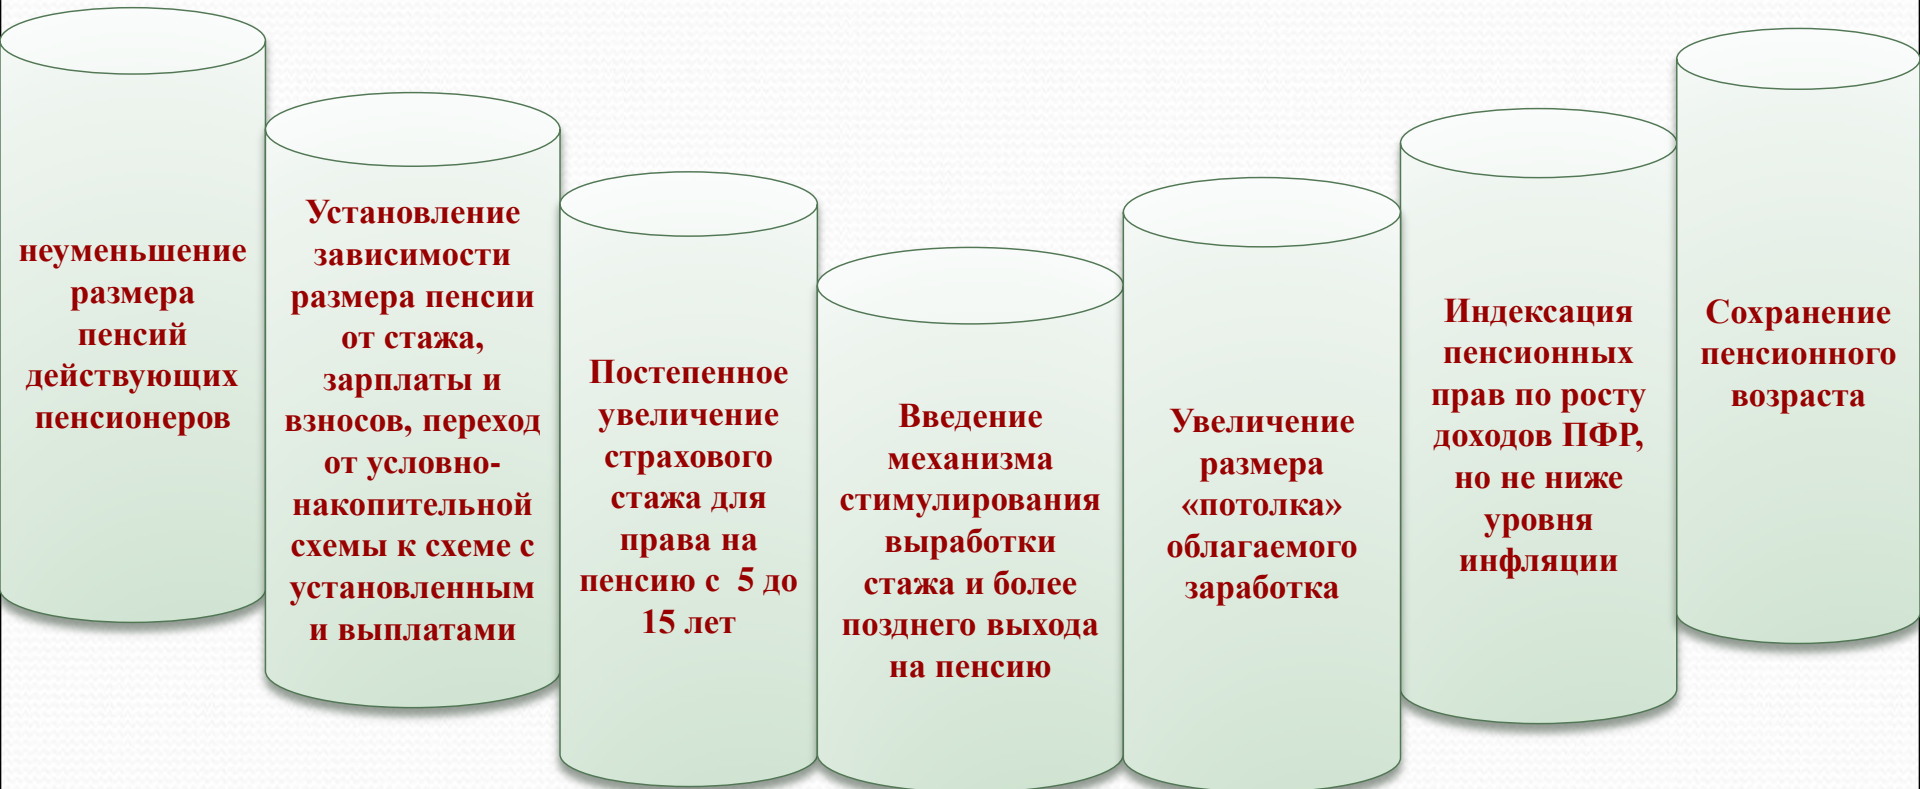 неуменьшение
размера
пенсий
действующих
пенсионеров
Установление
зависимости
размера пенсии
от стажа,
зарплаты и
взносов, переход
от условно-
накопительной
схемы к схеме с
установленным
и выплатами
Постепенное
увеличение
страхового
стажа для
права на
пенсию с 5 до
15 лет
Введение
механизма
стимулирования
выработки
стажа и более
позднего выхода
на пенсию
Увеличение
размера
«потолка»
облагаемого
заработка
Индексация
пенсионных
прав по росту
доходов ПФР,
но не ниже
уровня
инфляции
Сохранение
пенсионного
возраста